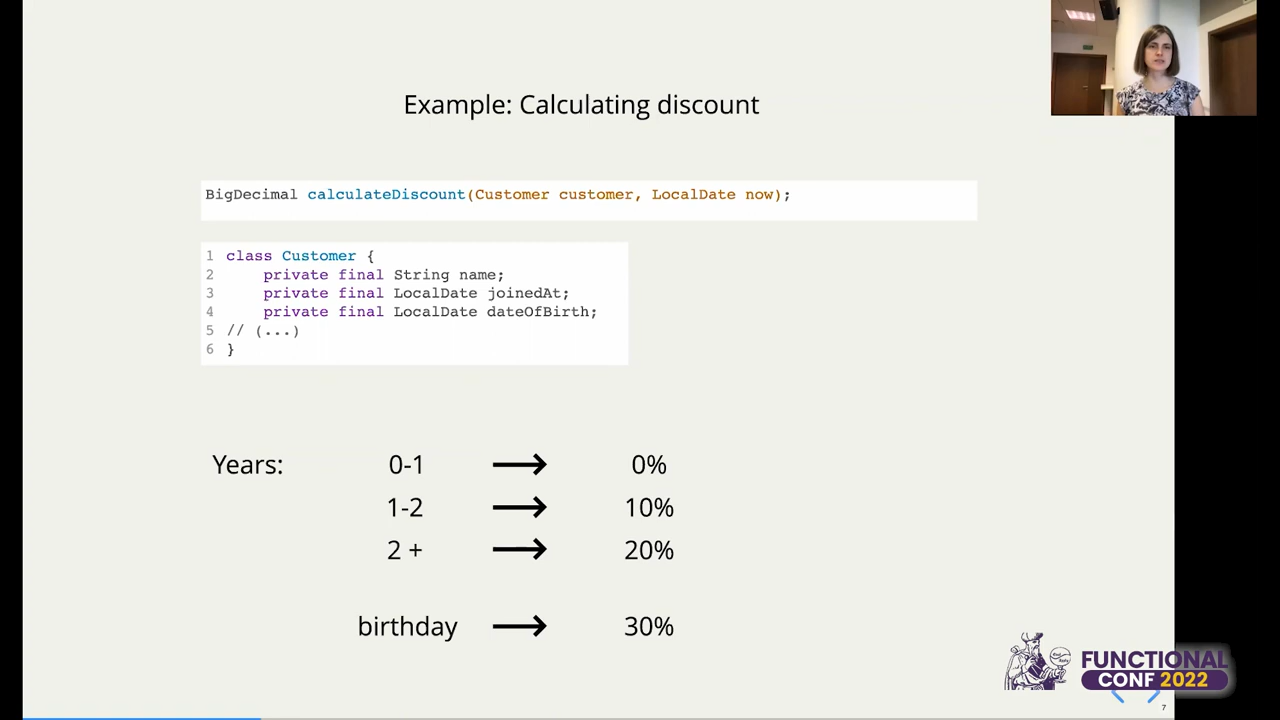 Example: Calculating discount
BigDecimal calculateDiscount(Customer customer, LocalDate now);
1 class Customer {
2 private final String name;
3 private final LocalDate joinedAt;
4 private final LocalDate dateOfBirth;
5 // (...)
6 }
Years: 0-1 → 0%
1-2 → 10%
2 + → 20%
birthday → 30%
FUNCTIONAL
CONF 2022
7